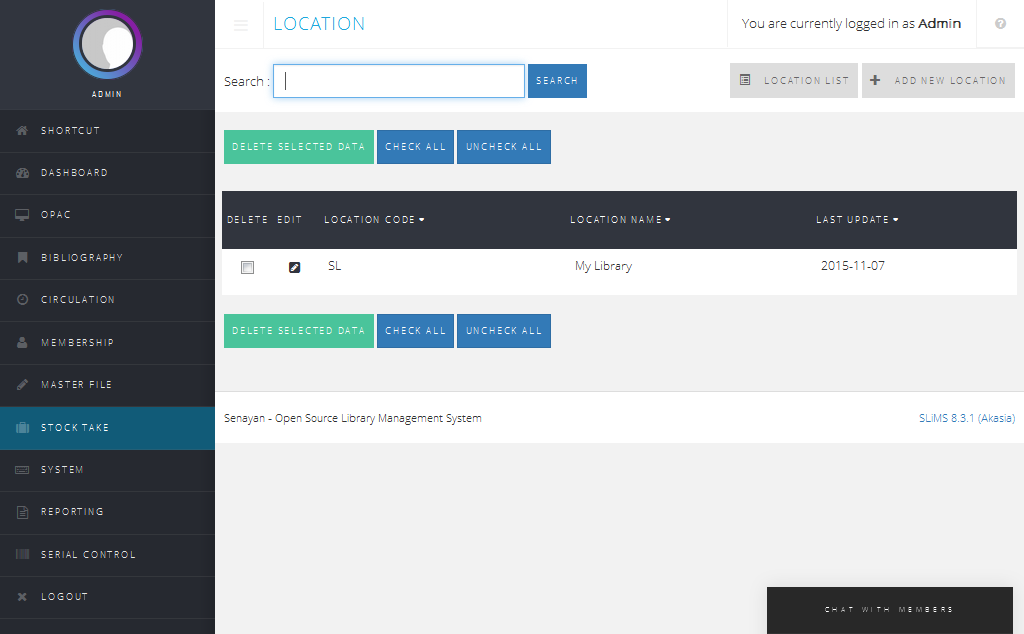 ADMIN
SHORTCUT
DASHBOARD
OPAC
BIBLIOGRAPHY
CIRCULATION
MEMBERSHIP
MASTER FILE
STOCK TAKE
SYSTEM
REPORTING
SERIAL CONTROL
LOGOUT
LOCATION
You are currently logged in as Admin
Search :
SEARCH
LOCATION LIST
ADD NEW LOCATION
DELETE SELECTED DATA CHECK ALL UNCHECK ALL
DELETE EDIT LOCATION CODE LOCATION NAME LAST UPDATE
SL My Library 2015-11-07
DELETE SELECTED DATA CHECK ALL UNCHECK ALL
Senayan - Open Source Library Management System SLiMS 8.3.1 (Akasia)
CHAT WITH MEMBERS